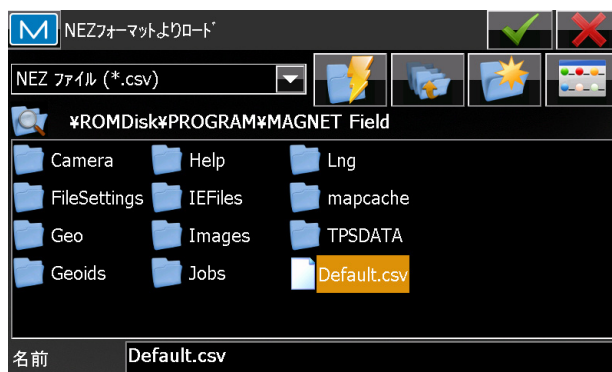 NEZﾌｫｰﾏｯﾄよりﾛｰﾄﾞ
NEZ ﾌｧｲﾙ (*.csv)
¥ROMDisk¥PROGRAM¥MAGNET Field
Camera Help Lng
FileSettings IEFiles mapcache
Geo Images TPSDATA
Geoids Jobs Default.csv
名前 Default.csv